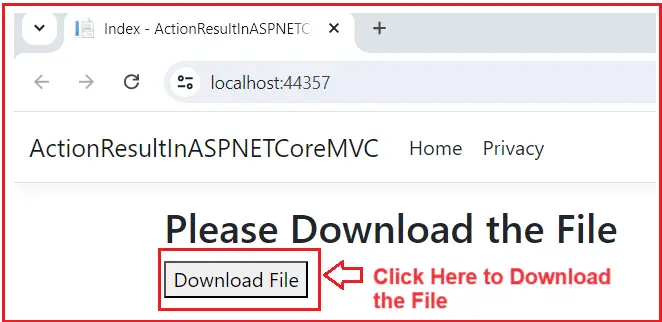 Index - ActionResultInASPNETC
localhost:44357
ActionResultInASPNETCoreMVC Home Privacy
Please Download the File
Download File
Click Here to Download
the File